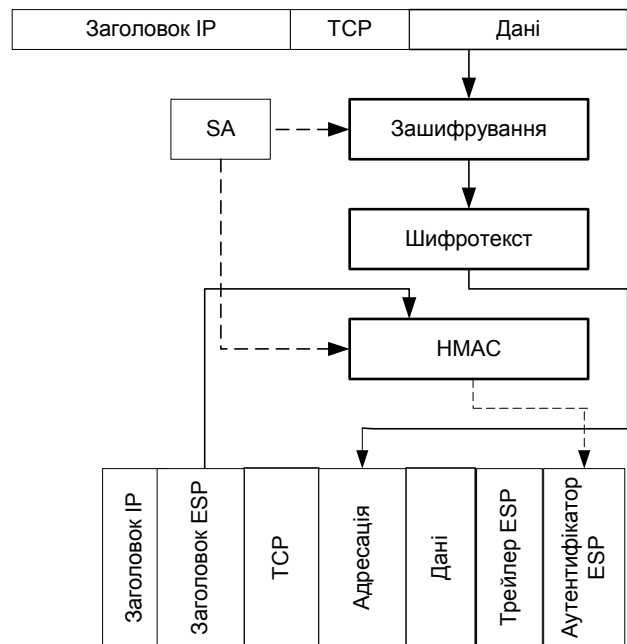 Заголовок IP
TCP
Дані
SA
Зашифрування
Шифротекст
HMAC
Заголовок IP
Заголовок ESP
TCP
Адресація
Дані
Трейлер ESP
Аутентифікатор
ESP